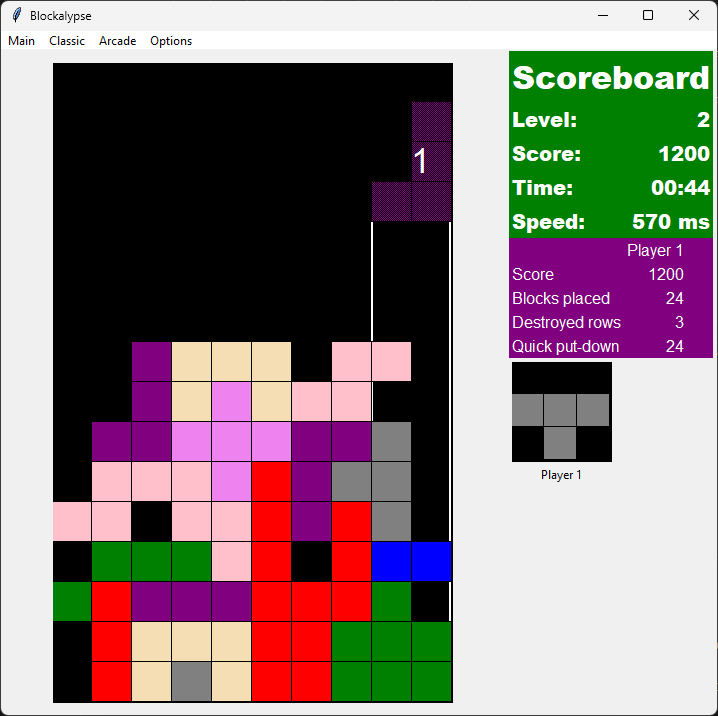 Blockalypse
Main Classic Arcade Options
1
Scoreboard
Level: 2
Score: 1200
Time: 00:44
Speed: 570 ms
Player 1
Score 1200
Blocks placed 24
Destroyed rows 3
Quick put-down 24
Player 1